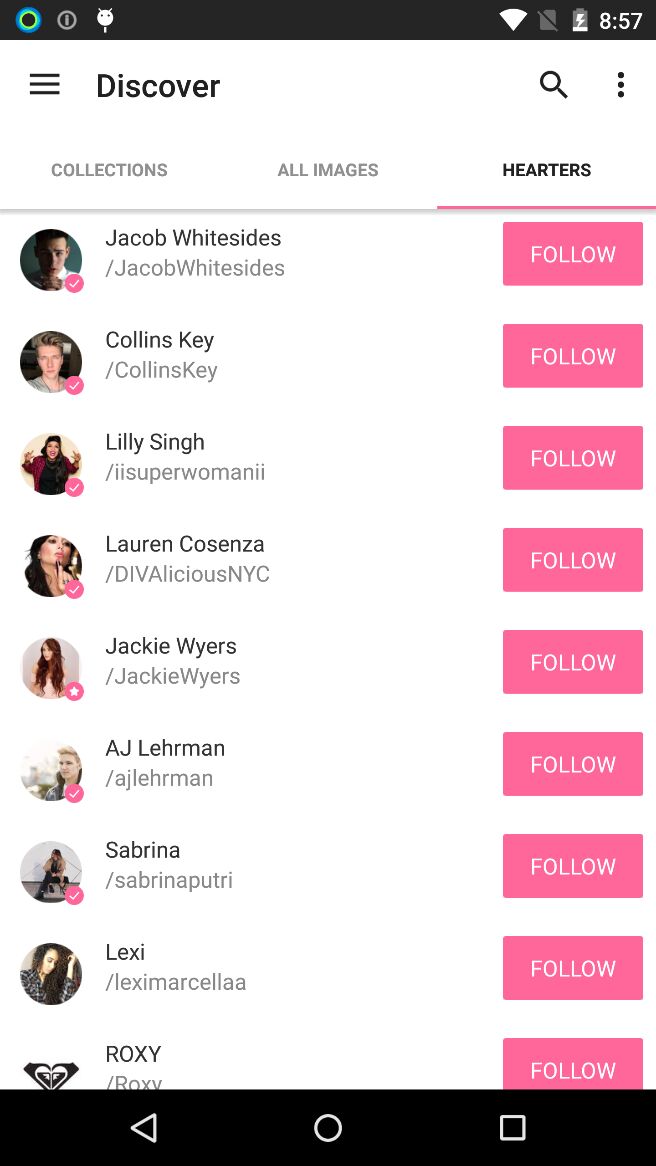 8:57
Discover
COLLECTIONS
ALL IMAGES
HEARTERS
Jacob Whitesides
/JacobWhitesides
FOLLOW
Collins Key
/CollinsKey
FOLLOW
Lilly Singh
/iisuperwomanii
FOLLOW
Lauren Cosenza
/DIVAliciousNYC
FOLLOW
Jackie Wyers
/JackieWyers
FOLLOW
AJ Lehrman
/ajlehrman
FOLLOW
Sabrina
/sabrinaputri
FOLLOW
Lexi
/leximarcellaa
FOLLOW
ROXY
/Roxy
FOLLOW